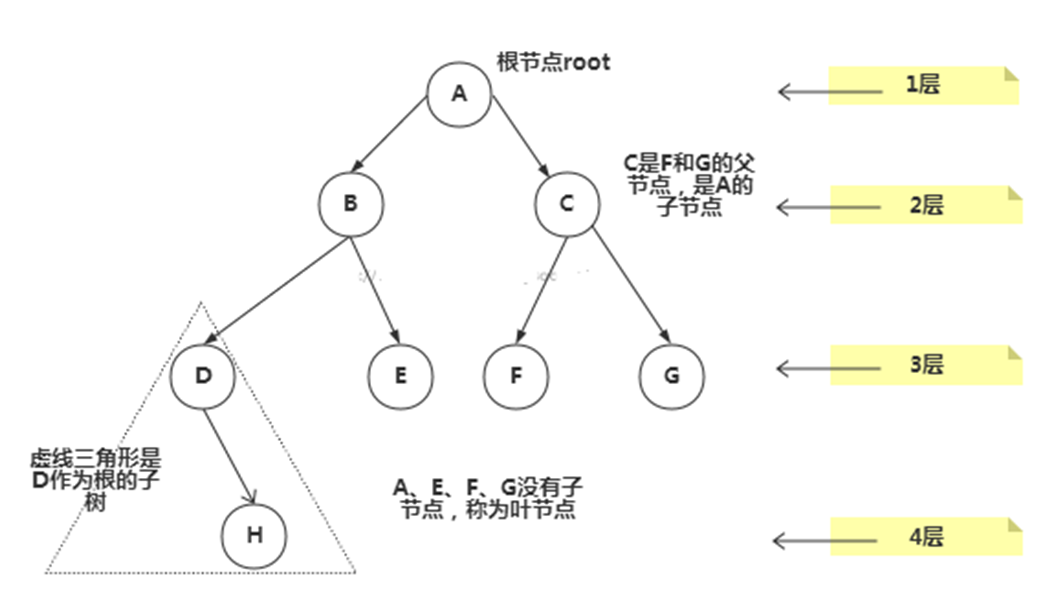 根节点root
A
1层
C是F和G的父
节点，是A的
子节点
B
C
2层
D
E
F
G
3层
虚线三角形是
D作为根的子
树
A、E、F、G没有子
节点，称为叶节点
H
4层